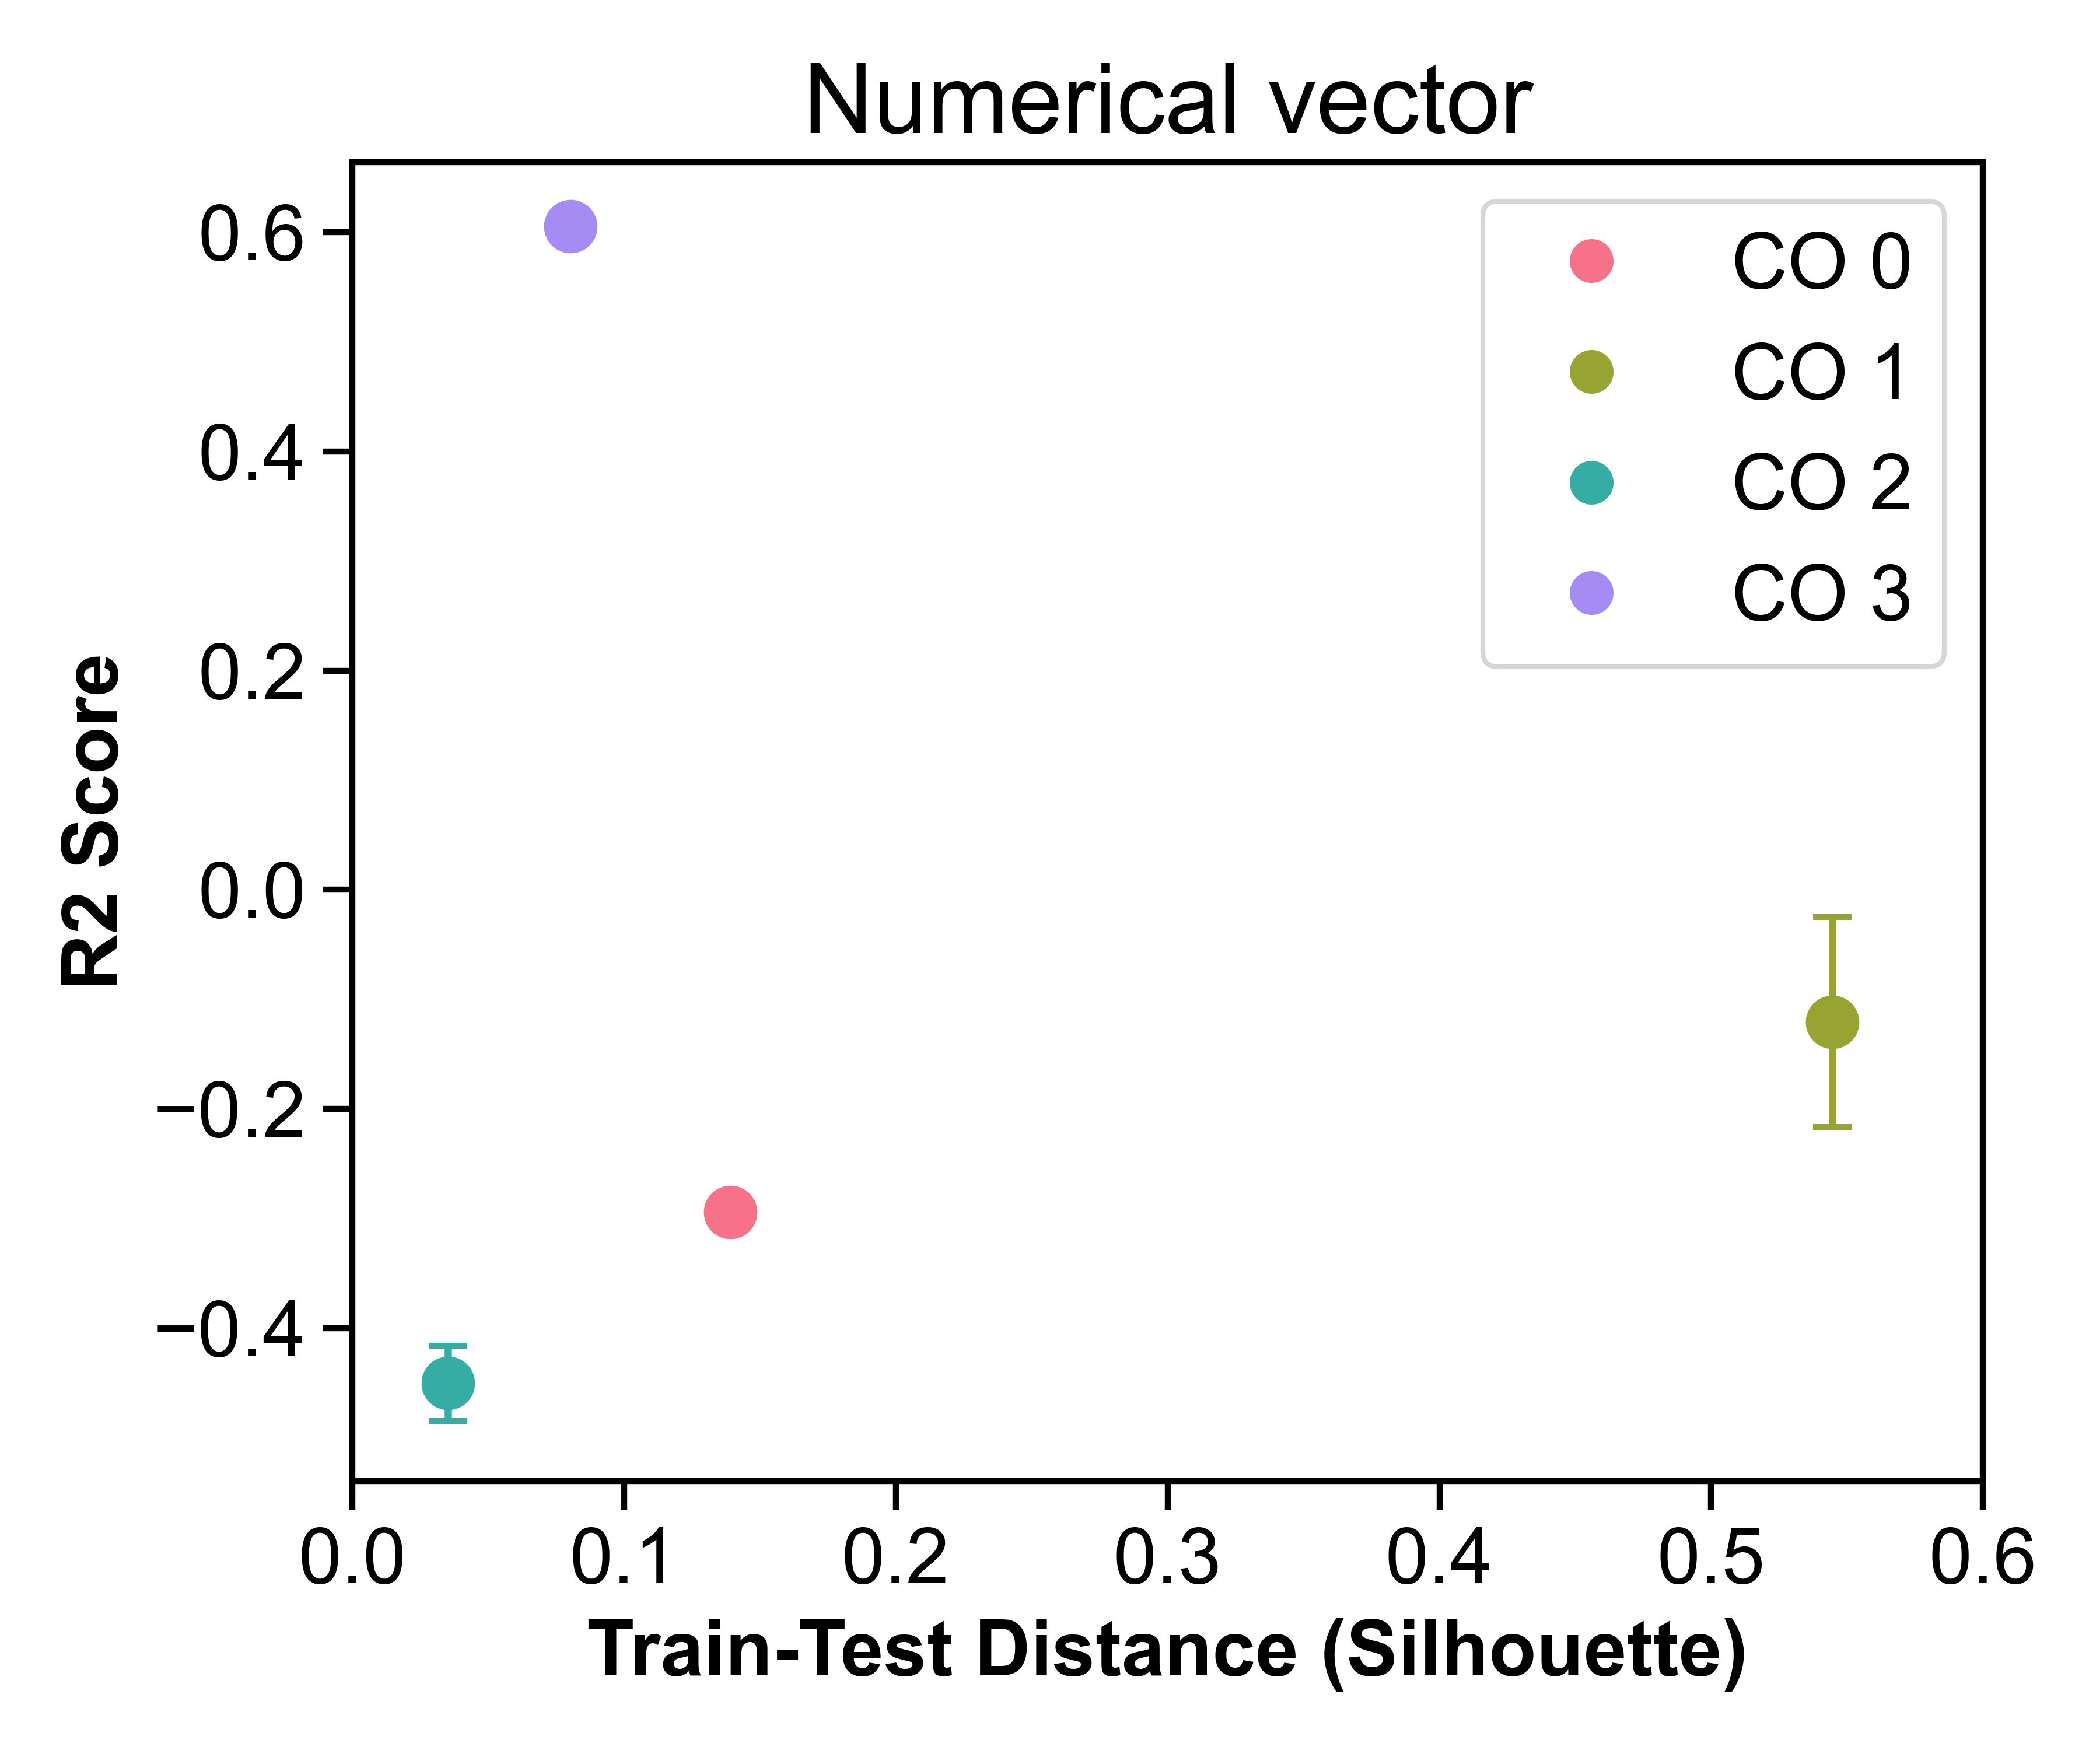 Numerical vector
0.6
0.4
0.2
0.0
−0.2
−0.4
R2 Score
CO 0
CO 1
CO 2
CO 3
0.0 0.1 0.2 0.3 0.4 0.5 0.6
Train-Test Distance (Silhouette)